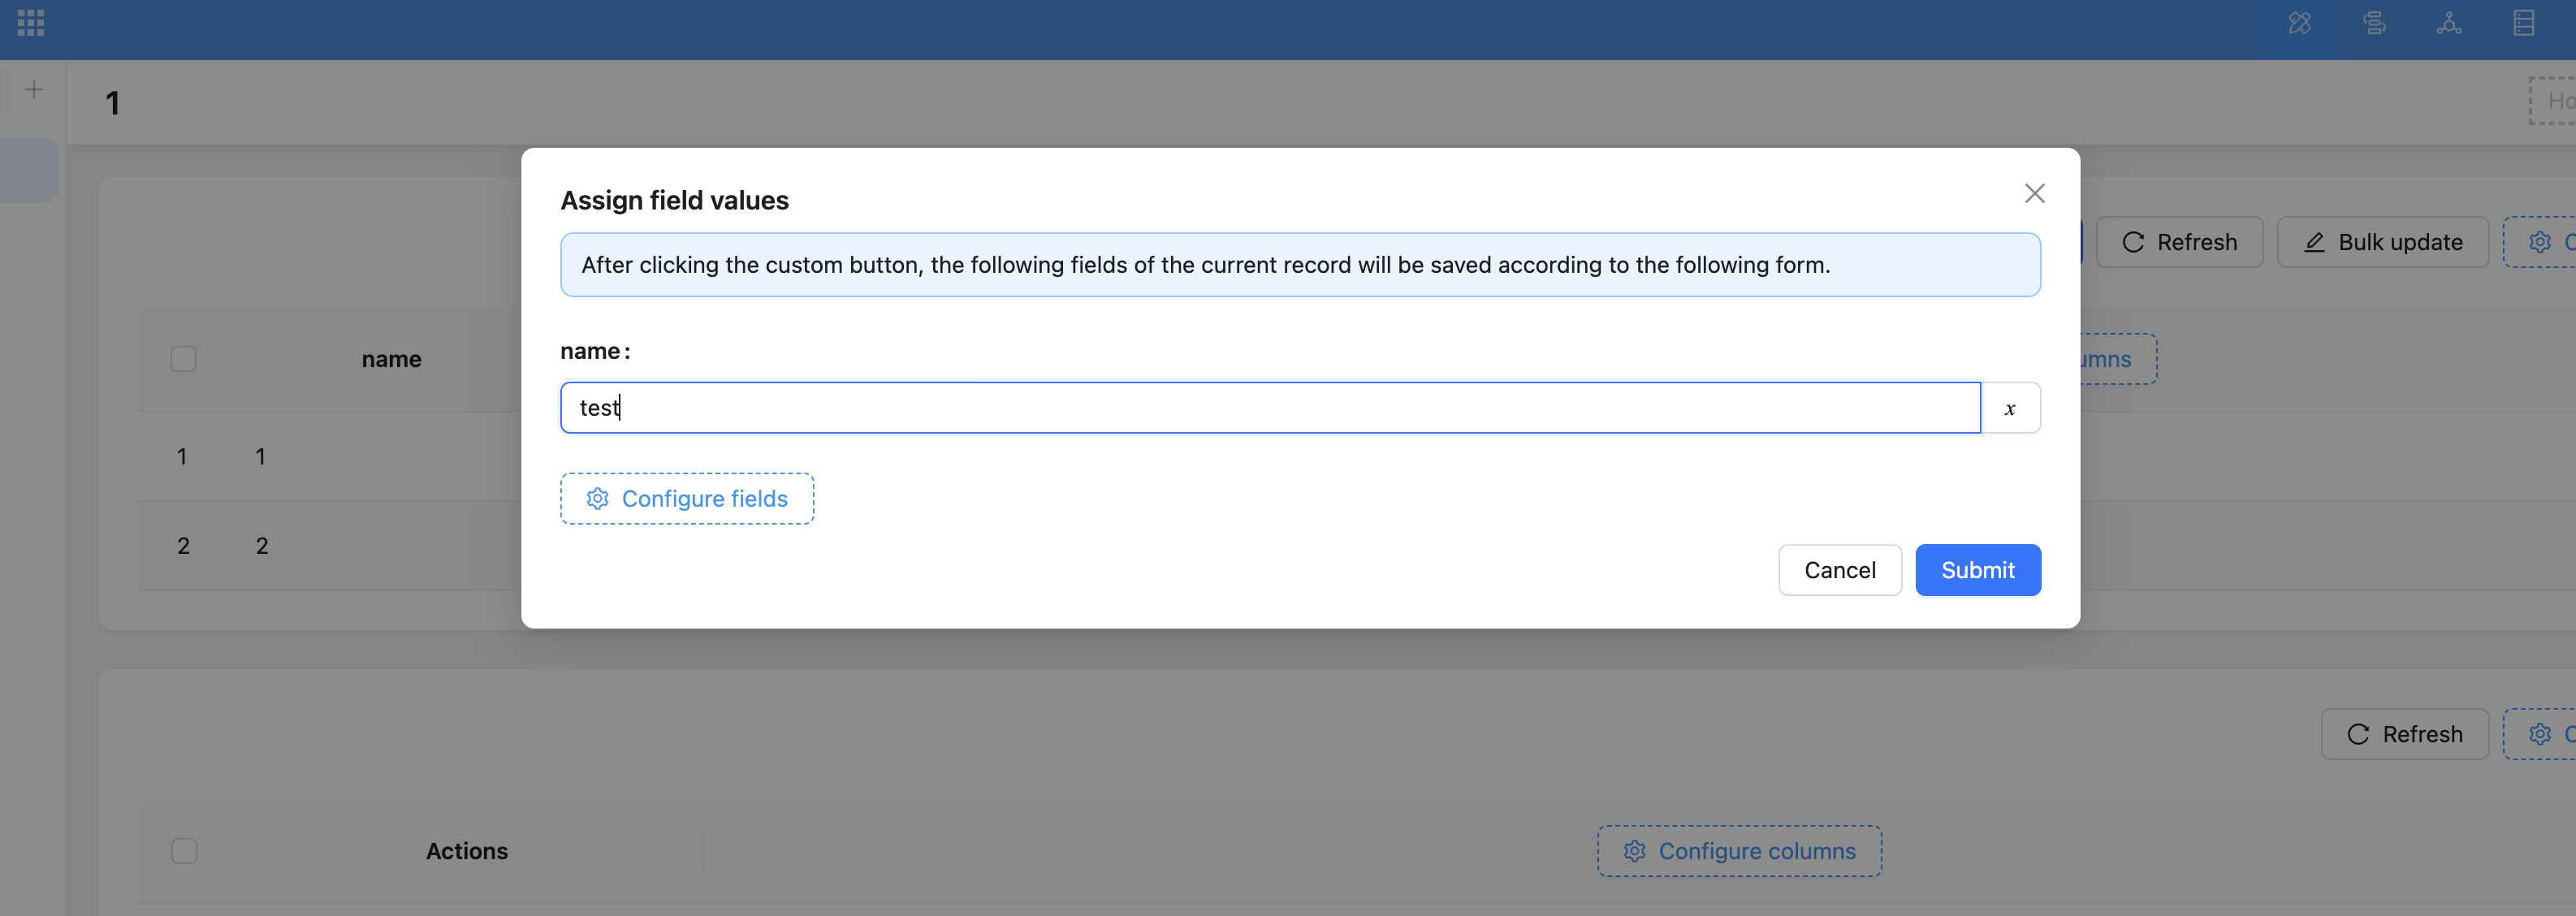 1
Ho
Assign field values
After clicking the custom button, the following fields of the current record will be saved according to the following form.
Refresh
Bulk update
C
name
name:
umns
test
x
1 1
Configure fields
2 2
Cancel
Submit
Refresh
C
Actions
Configure columns